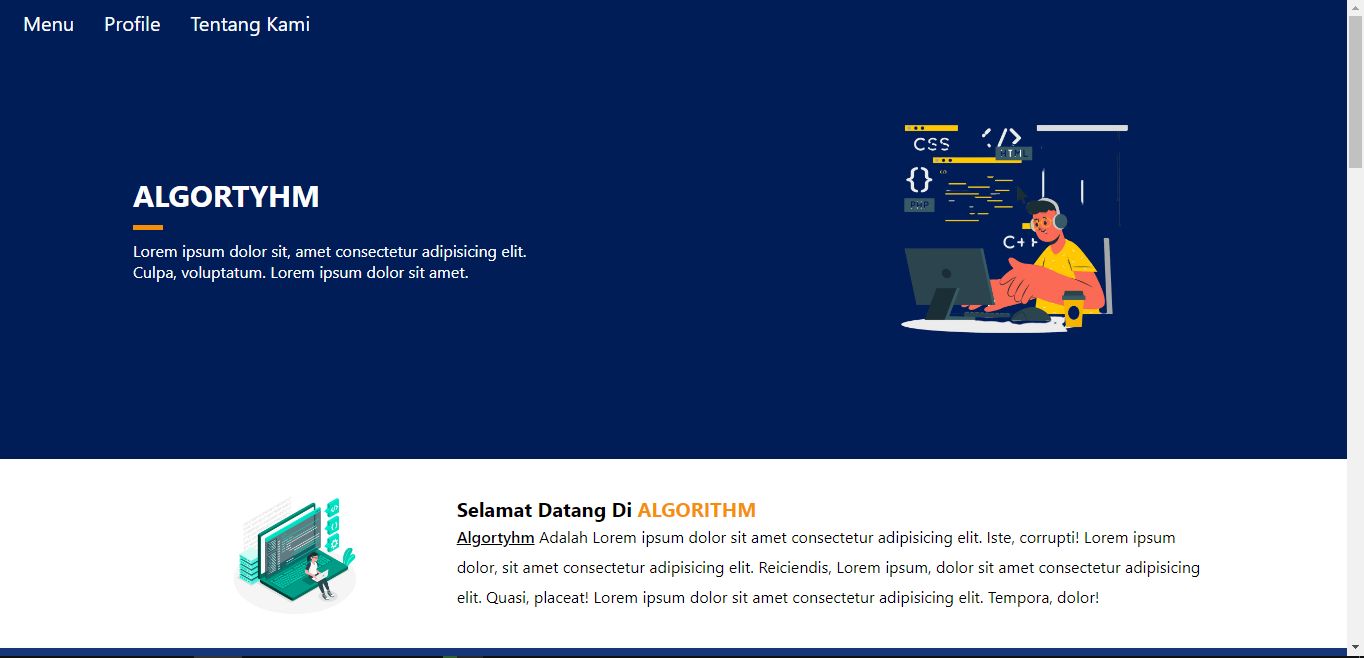 Menu Profile Tentang Kami
CSS
</>
HTML
{}
PHP
C++
ALGORTYHM
Lorem ipsum dolor sit, amet consectetur adipisicing elit.
Culpa, voluptatum. Lorem ipsum dolor sit amet.
Selamat Datang Di ALGORITHM
Algortyhm Adalah Lorem ipsum dolor sit amet consectetur adipisicing elit. Iste, corrupti! Lorem ipsum
dolor, sit amet consectetur adipisicing elit. Reiciendis, Lorem ipsum, dolor sit amet consectetur adipisicing
elit. Quasi, placeat! Lorem ipsum dolor sit amet consectetur adipisicing elit. Tempora, dolor!